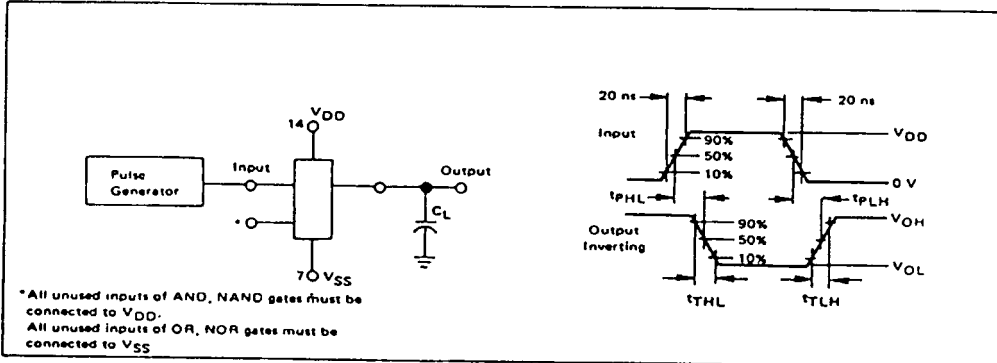 14
VDD
Pulse
Generator
Input
Output
CL
*
7
VSS
*All unused inputs of AND, NAND gates must be
connected to VDD.
All unused inputs of OR, NOR gates must be
connected to VSS
20 ns
20 ns
Input
VDD
90%
50%
10%
0 V
tPHL
tPLH
Output
Inverting
VOH
90%
50%
10%
VOL
tTHL
tTLH